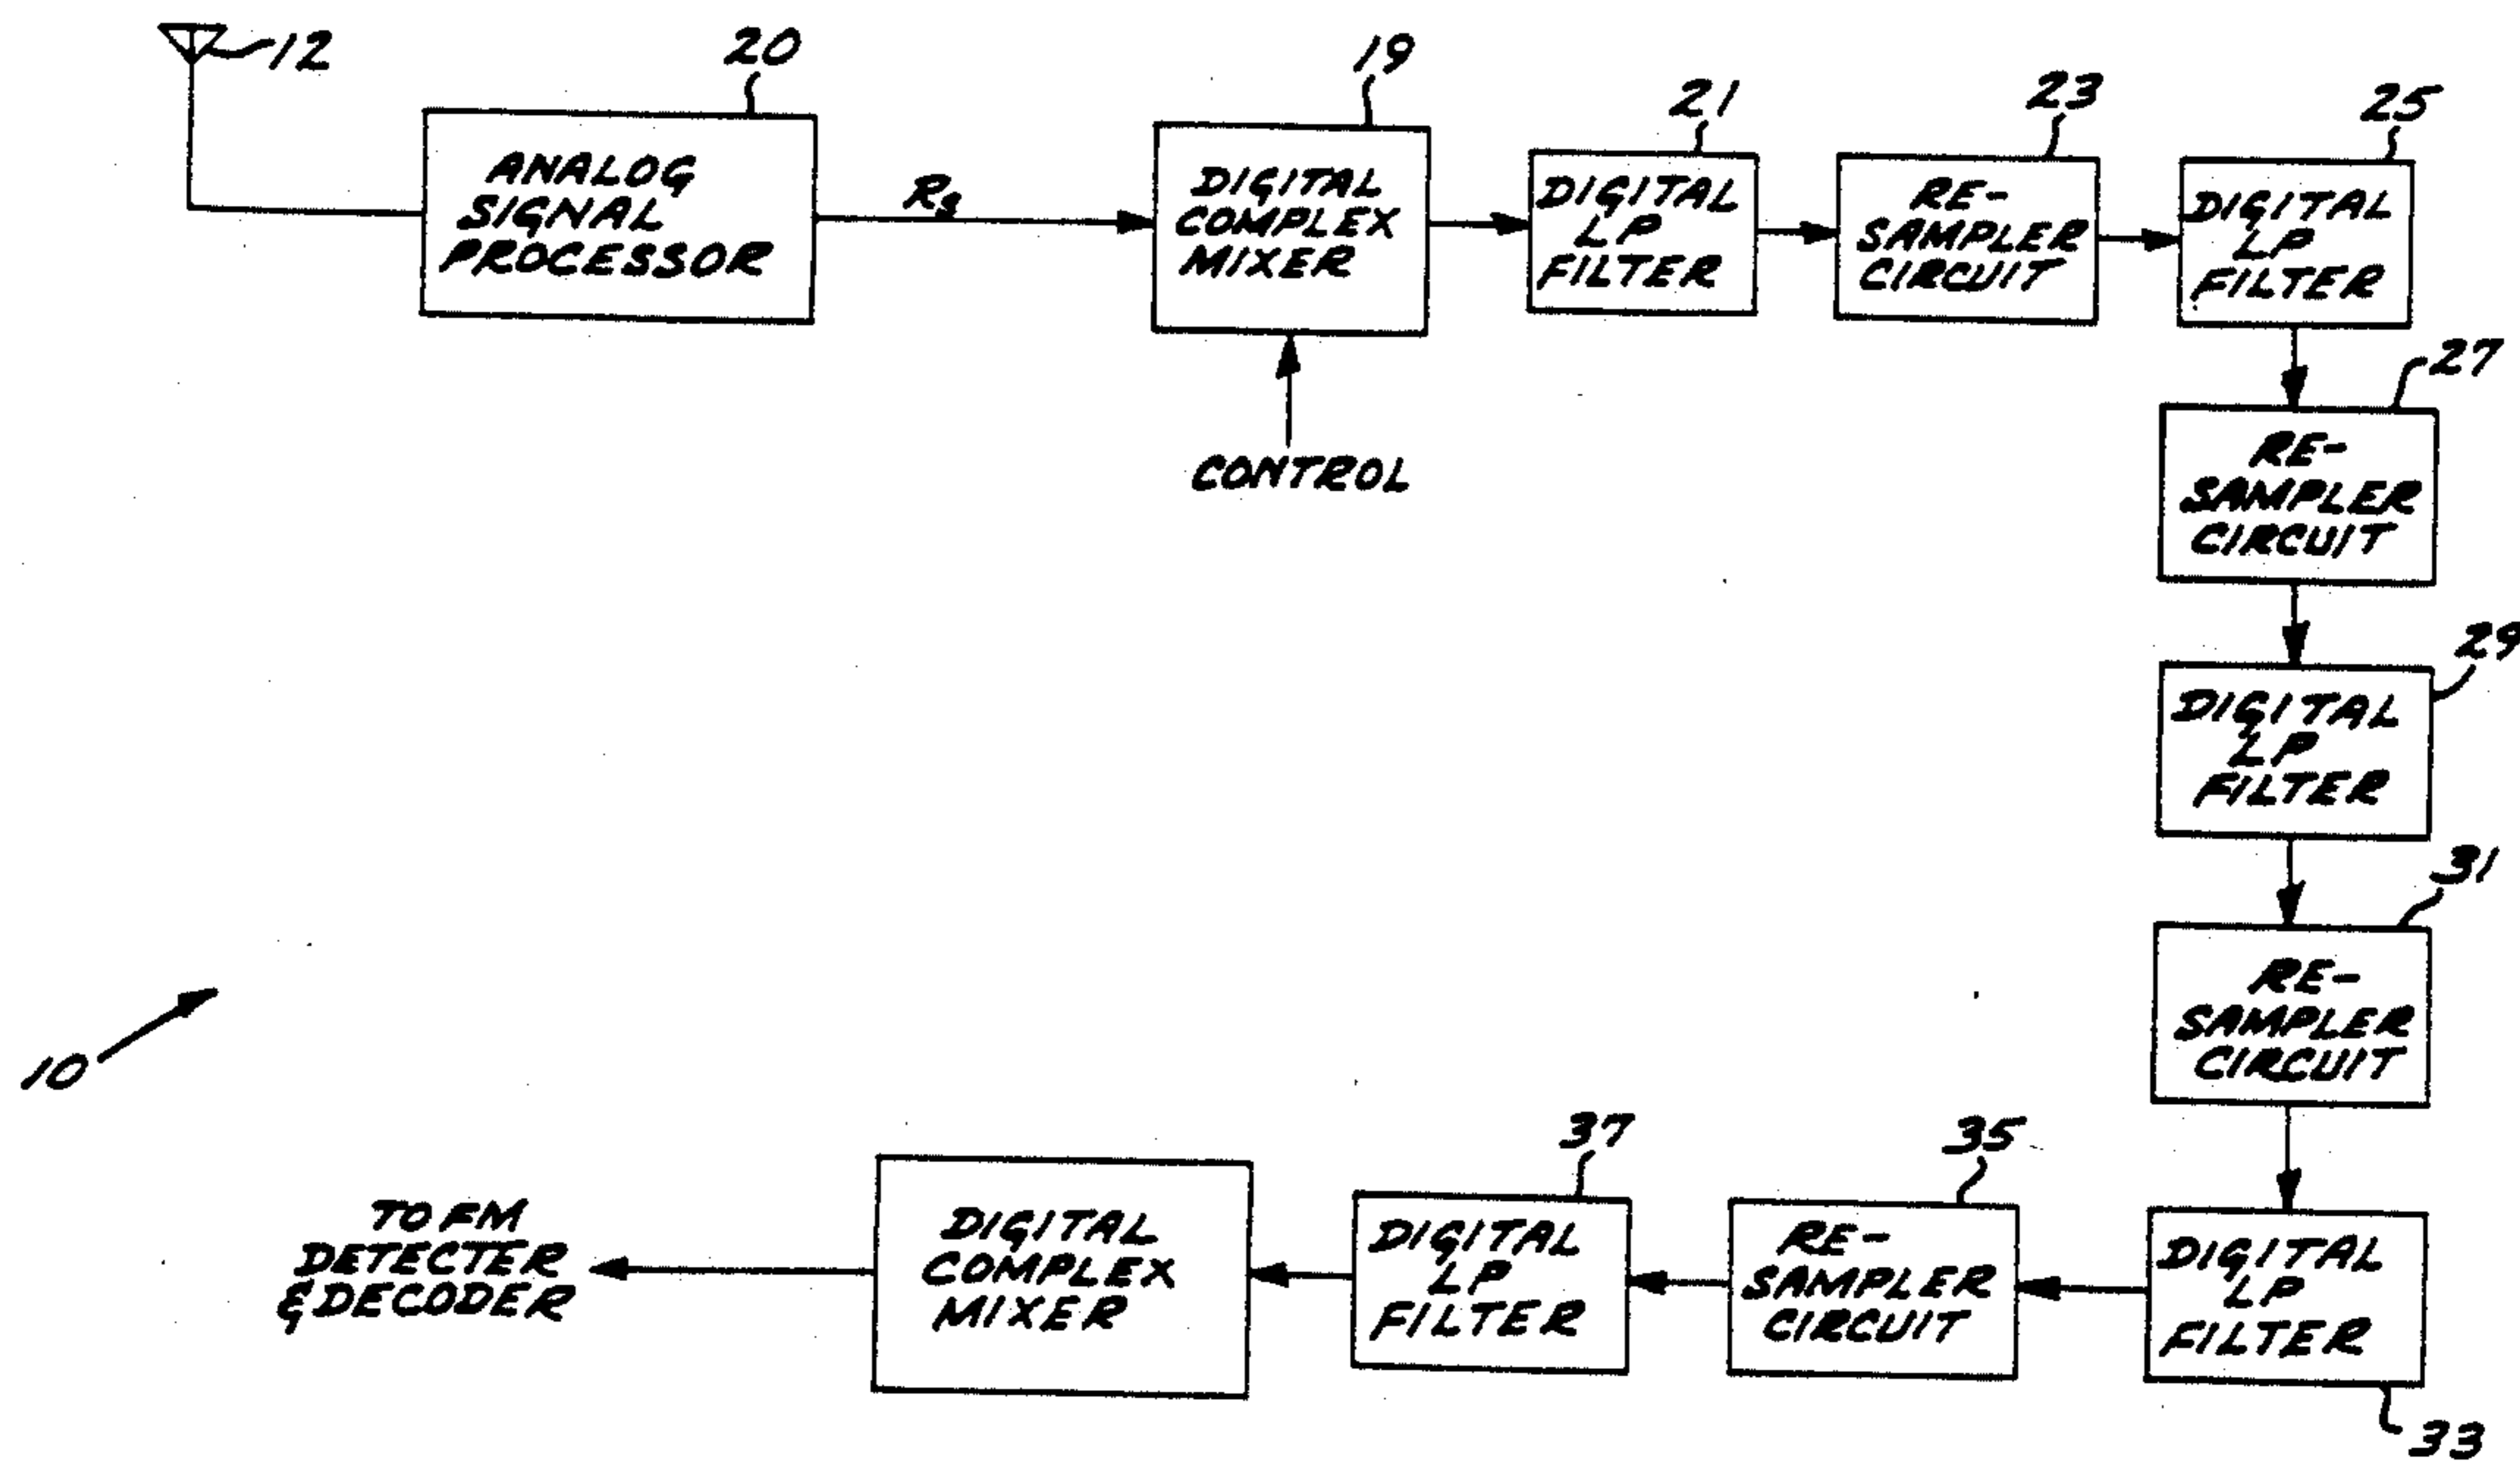 12
20
ANALOG
SIGNAL
PROCESSOR
RS
19
DIGITAL
COMPLEX
MIXER
CONTROL
21
DIGITAL
LP
FILTER
23
RE-
SAMPLER
CIRCUIT
25
DIGITAL
LP
FILTER
27
RE-
SAMPLER
CIRCUIT
29
DIGITAL
LP
FILTER
31
RE-
SAMPLER
CIRCUIT
33
DIGITAL
LP
FILTER
35
RE-
SAMPLER
CIRCUIT
37
DIGITAL
LP
FILTER
DIGITAL
COMPLEX
MIXER
TO FM
DETECTER
& DECODER
10